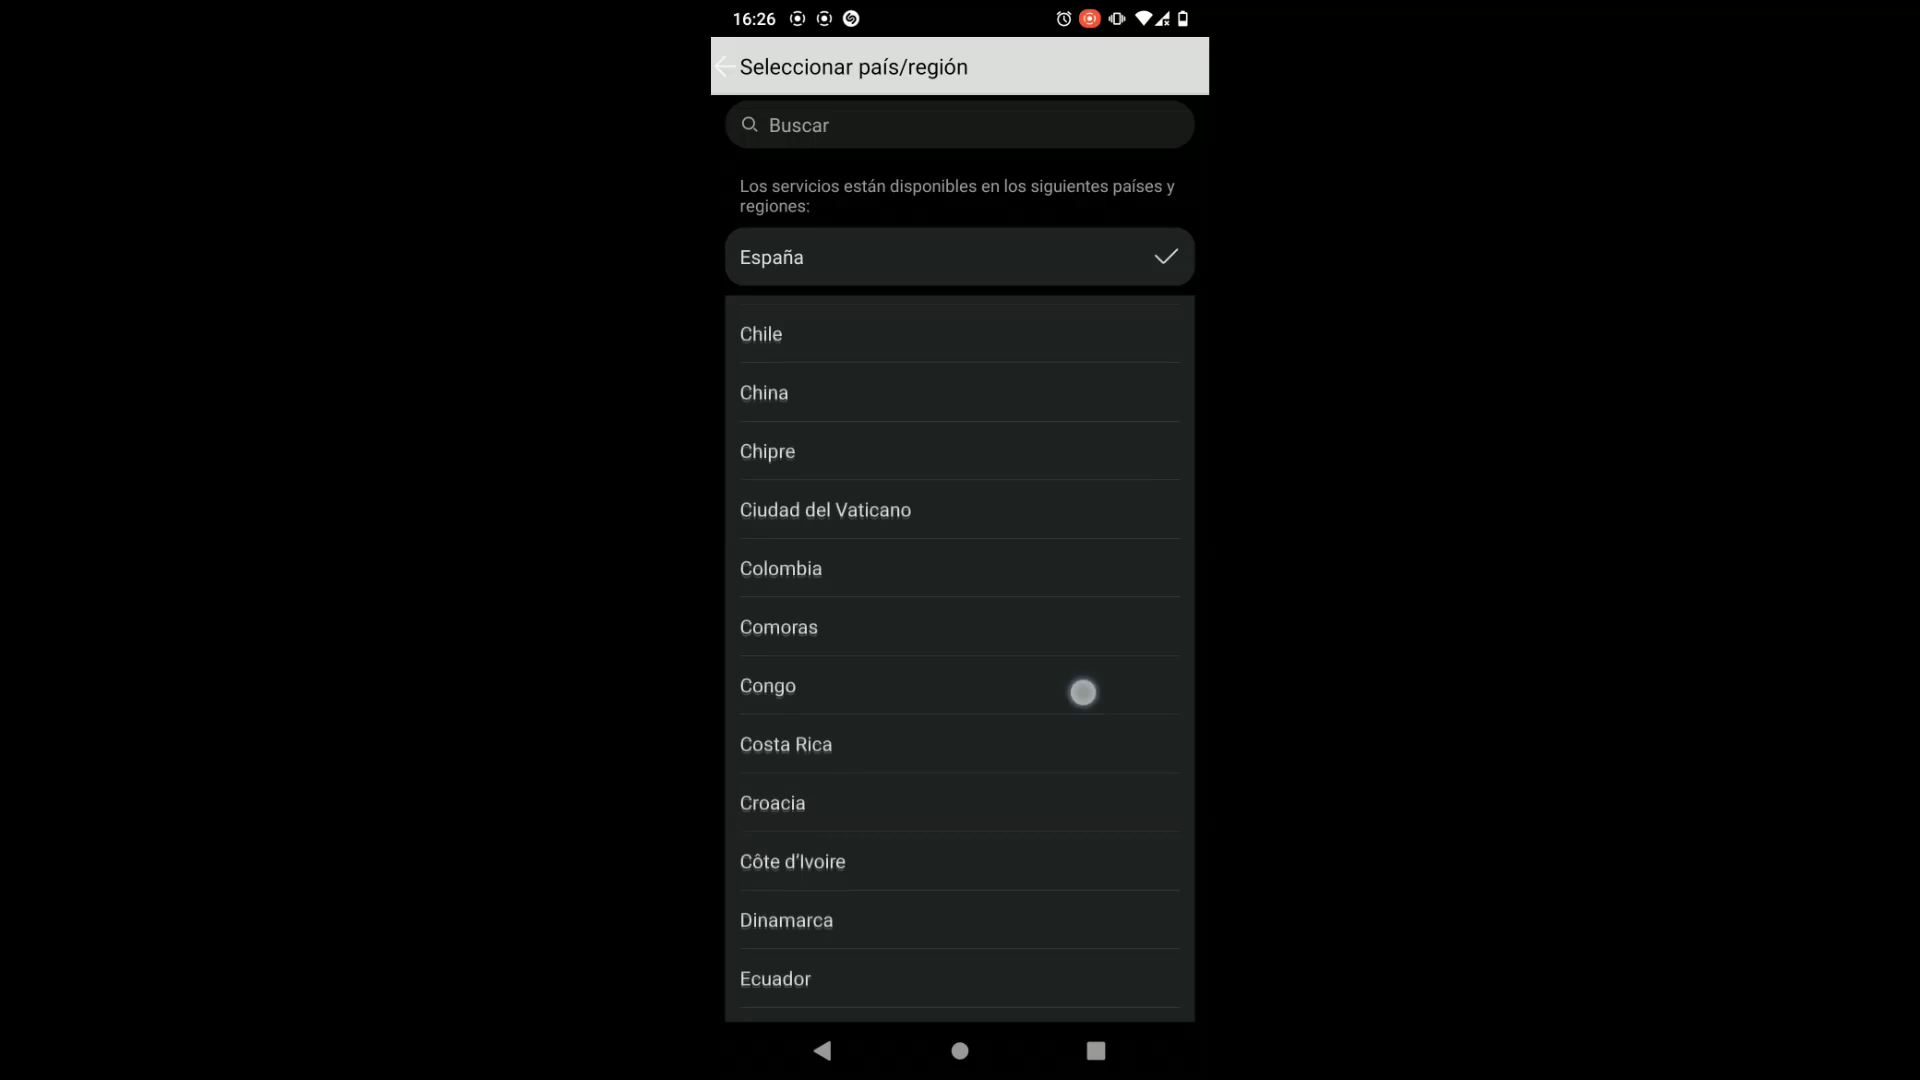 16:26
Seleccionar país/región
Buscar
Los servicios están disponibles en los siguientes países y
regiones:
España
Chile
China
Chipre
Ciudad del Vaticano
Colombia
Comoras
Congo
Costa Rica
Croacia
Côte d’Ivoire
Dinamarca
Ecuador